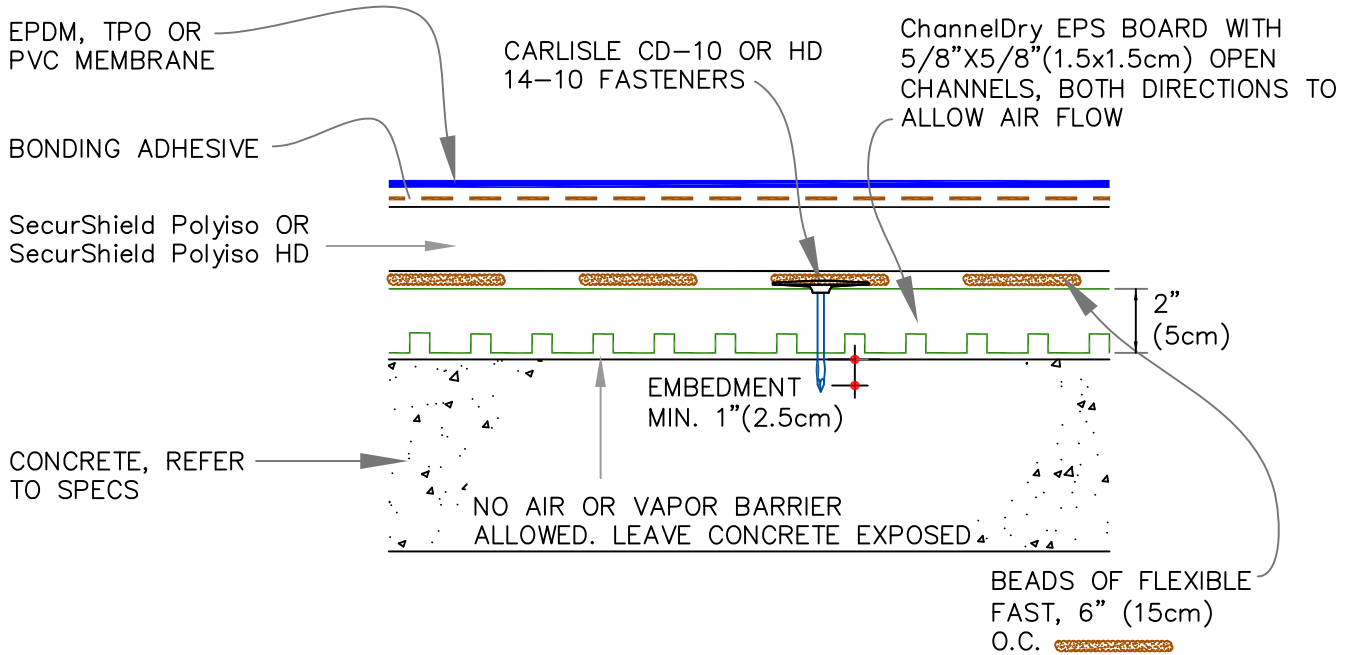 EPDM, TPO OR
PVC MEMBRANE
CARLISLE CD-10 OR HD
14-10 FASTENERS
ChannelDry EPS BOARD WITH
5/8"X5/8"(1.5x1.5cm) OPEN
CHANNELS, BOTH DIRECTIONS TO
ALLOW AIR FLOW
BONDING ADHESIVE
SecurShield Polyiso OR
SecurShield Polyiso HD
2"
(5cm)
EMBEDMENT
MIN. 1"(2.5cm)
CONCRETE, REFER
TO SPECS
NO AIR OR VAPOR BARRIER
ALLOWED. LEAVE CONCRETE EXPOSED
BEADS OF FLEXIBLE
FAST, 6" (15cm)
O.C.